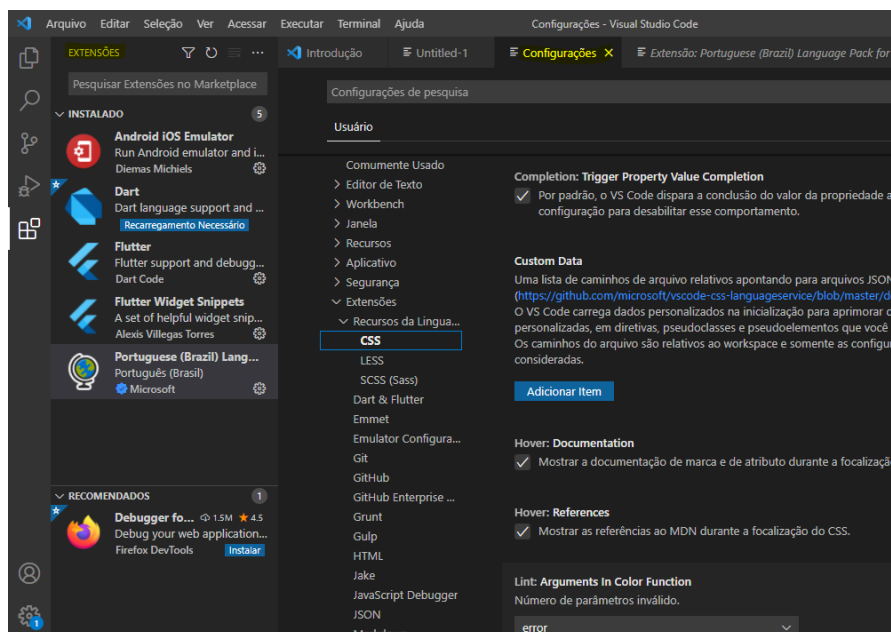 Arquivo Editar Seleção Ver Acessar Executar Terminal Ajuda Configurações - Visual Studio Code
EXTENSÕES
Pesquisar Extensões no Marketplace
INSTALADO 5
Android iOS Emulator
Run Android emulator and i...
Diemas Michiels
Dart
Dart language support and ...
Recarregamento Necessário
Flutter
Flutter support and debugg...
Dart Code
Flutter Widget Snippets
A set of helpful widget snip...
Alexis Villegas Torres
Portuguese (Brazil) Lang...
Português (Brasil)
Microsoft
RECOMENDADOS 1
Debugger fo... 1.5M 4.5
Debug your web application...
Firefox DevTools Instalar
1
Introdução Untitled-1 Configurações Extensão: Portuguese (Brazil) Language Pack for
Configurações de pesquisa
Usuário
Comumente Usado
Editor de Texto
Workbench
Janela
Recursos
Aplicativo
Segurança
Extensões
Recursos da Lingua...
CSS
LESS
SCSS (Sass)
Dart & Flutter
Emmet
Emulator Configura...
Git
GitHub
GitHub Enterprise ...
Grunt
Gulp
HTML
Jake
JavaScript Debugger
JSON
Completion: Trigger Property Value Completion
Por padrão, o VS Code dispara a conclusão do valor da propriedade a
configuração para desabilitar esse comportamento.
Custom Data
Uma lista de caminhos de arquivo relativos apontando para arquivos JSON
(https://github.com/microsoft/vscode-css-languageservice/blob/master/d
O VS Code carrega dados personalizados na inicialização para aprimorar
personalizadas, em diretivas, pseudoclasses e pseudoelementos que você
Os caminhos do arquivo são relativos ao workspace e somente as configu
consideradas.
Adicionar Item
Hover: Documentation
Mostrar a documentação de marca e de atributo durante a focalizaçã
Hover: References
Mostrar as referências ao MDN durante a focalização do CSS.
Lint: Arguments In Color Function
Número de parâmetros inválido.
error